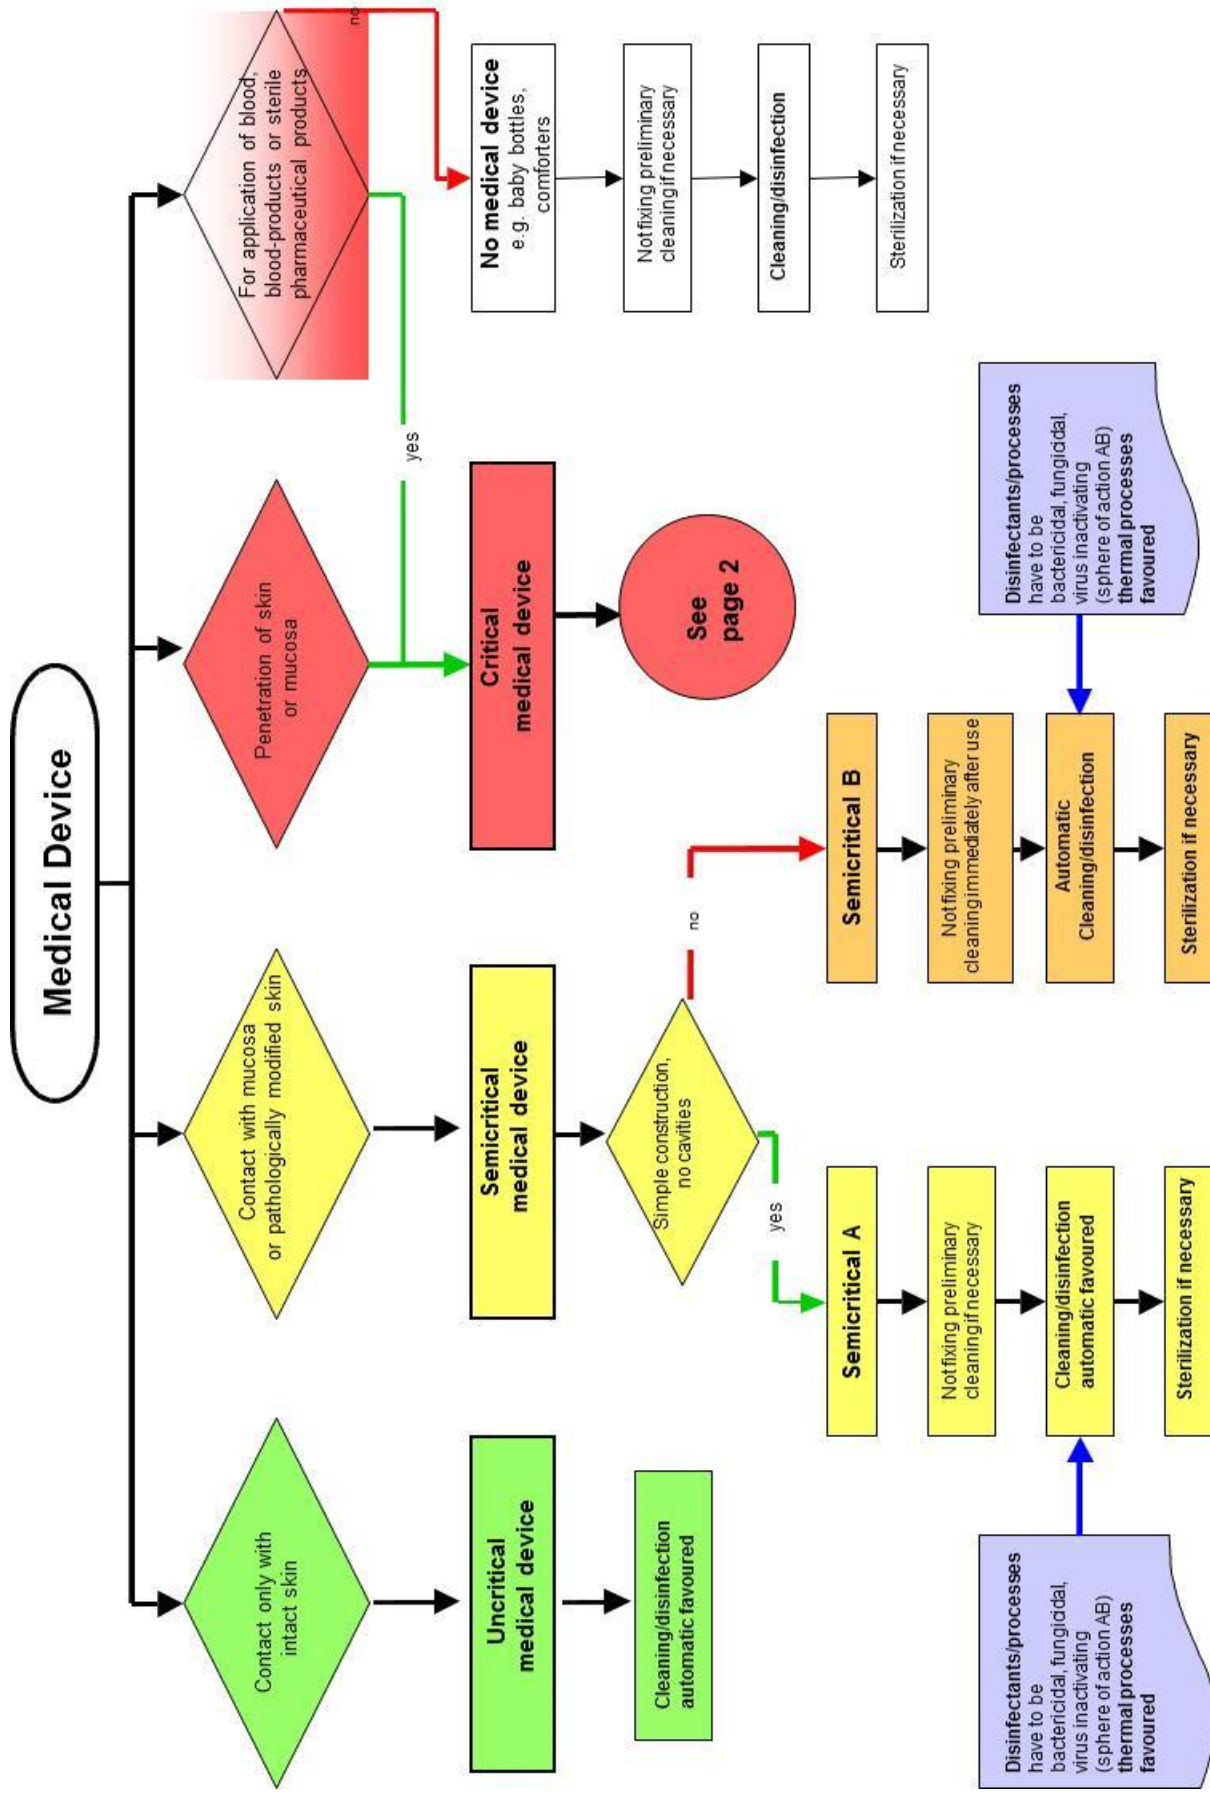 Medical Device
Contact only with
intact skin
Contact with mucosa
or pathologically modified skin
Penetration of skin
or mucosa
For application of blood,
blood-products or sterile
pharmaceutical products
no
yes
Uncritical
medical device
Semicritical
medical device
Critical
medical device
No medical device
e.g. baby bottles,
comforters
Cleaning/disinfection
automatic favoured
Simple construction,
no cavities
See
page 2
Not fixing preliminary
cleaning if necessary
Cleaning/disinfection
Sterilization if necessary
yes
no
Semicritical A
Semicritical B
Not fixing preliminary
cleaning if necessary
Not fixing preliminary
cleaning immediately after use
Disinfectants/processes
have to be
bactericidal, fungicidal,
virus inactivating
(sphere of action AB)
thermal processes
favoured
Cleaning/disinfection
automatic favoured
Automatic
Cleaning/disinfection
Disinfectants/processes
have to be
bactericidal, fungicidal,
virus inactivating
(sphere of action AB)
thermal processes
favoured
Sterilization if necessary
Sterilization if necessary